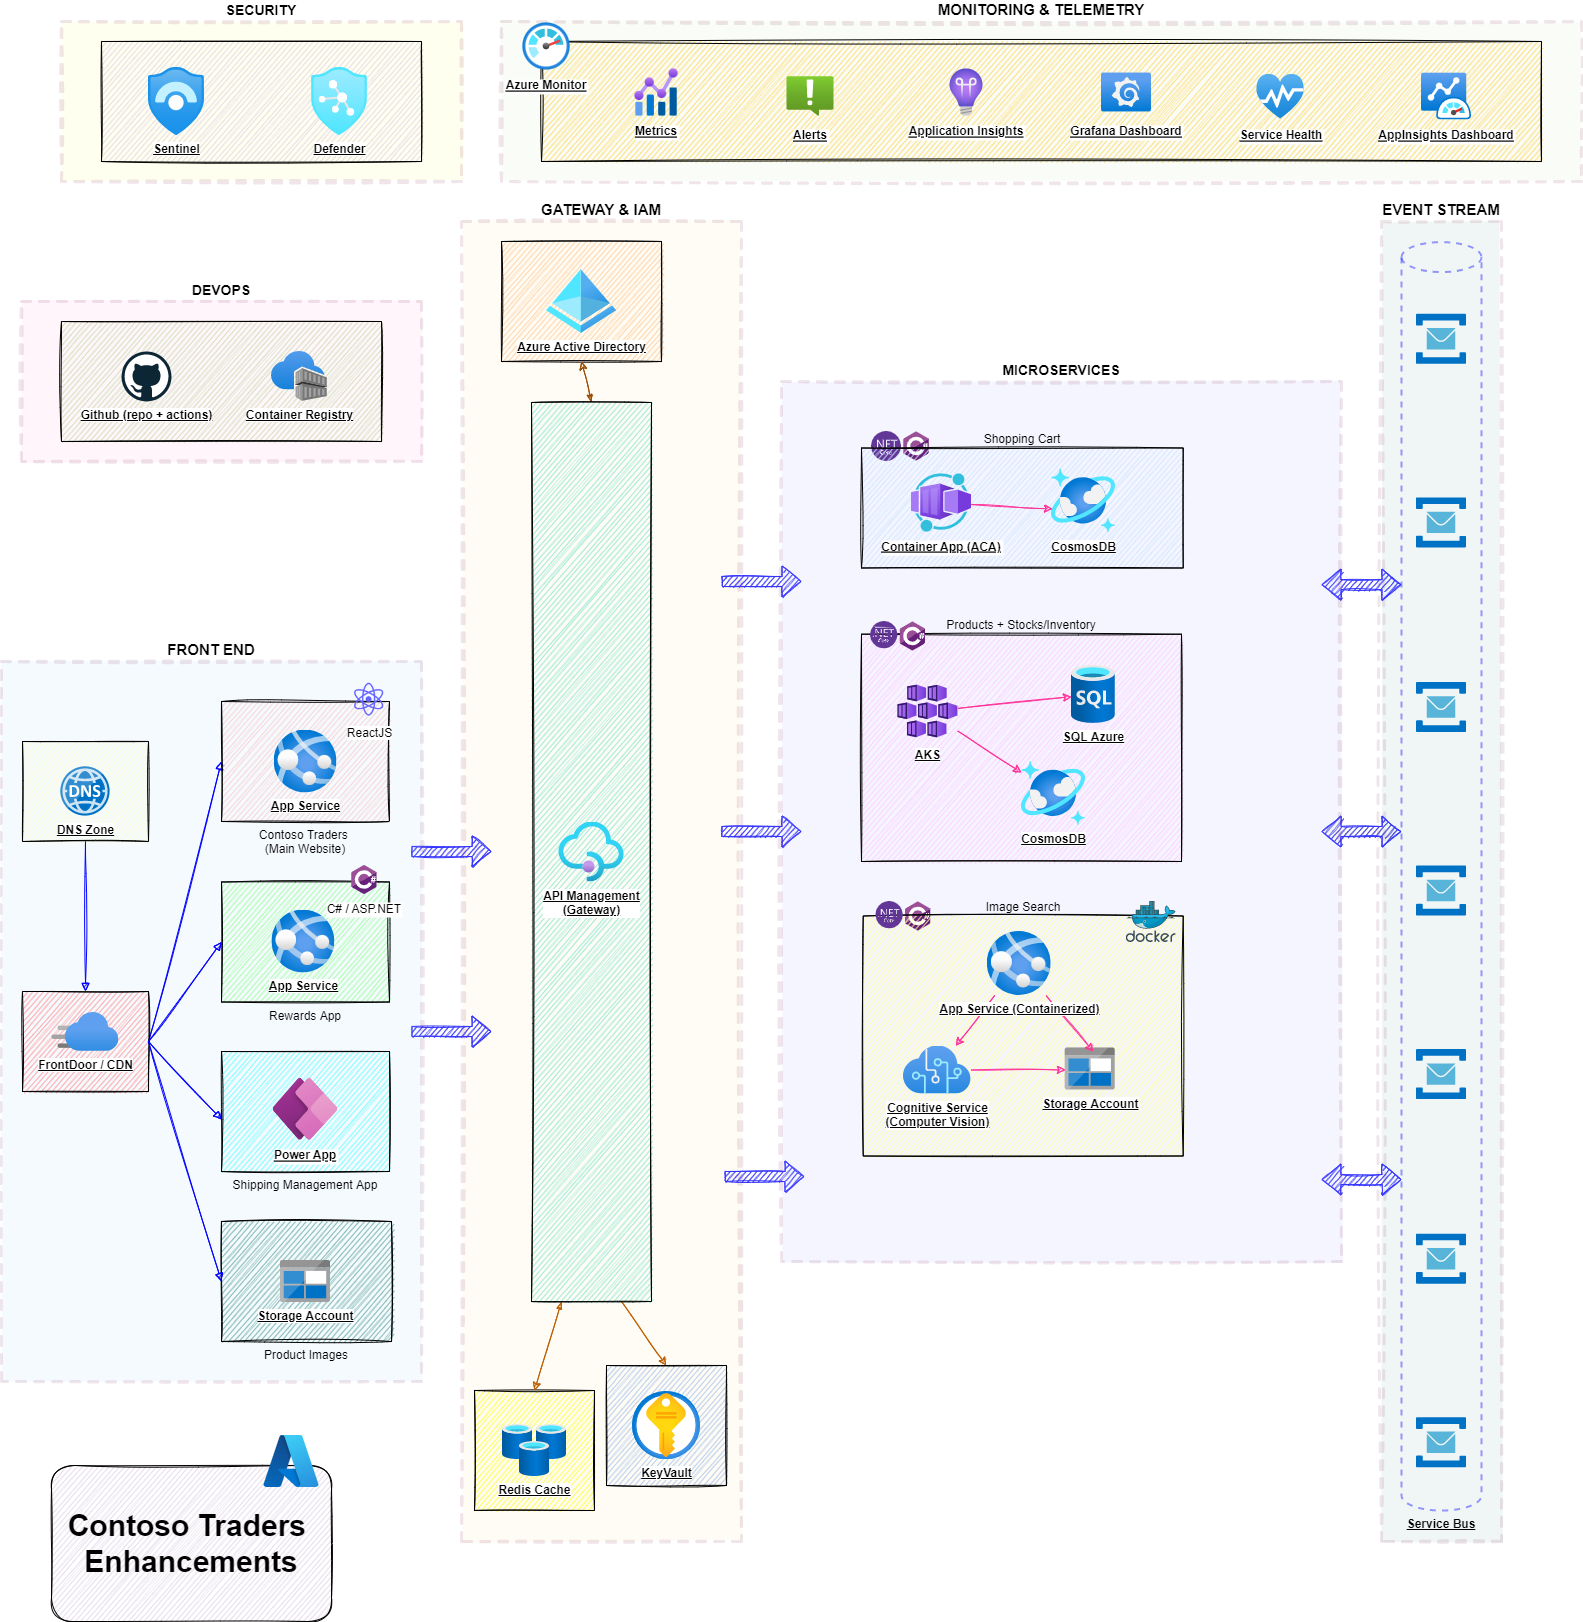 SECURITY
Sentinel
Defender
MONITORING & TELEMETRY
Azure Monitor
Metrics
Alerts
Application Insights
Grafana Dashboard
Service Health
AppInsights Dashboard
DEVOPS
Github (repo + actions)
Container Registry
GATEWAY & IAM
Azure Active Directory
API Management
(Gateway)
Redis Cache
KeyVault
MICROSERVICES
.NET
Core
C#
Shopping Cart
Container App (ACA)
CosmosDB
.NET
Core
C#
Products + Stocks/Inventory
AKS
SQL
SQL Azure
CosmosDB
.NET
Core
C#
Image Search
docker
App Service (Containerized)
Cognitive Service
(Computer Vision)
Storage Account
EVENT STREAM
Service Bus
FRONT END
DNS
DNS Zone
FrontDoor / CDN
ReactJS
App Service
Contoso Traders
(Main Website)
C#
C# / ASP.NET
App Service
Rewards App
Power App
Shipping Management App
Storage Account
Product Images
Contoso Traders
Enhancements